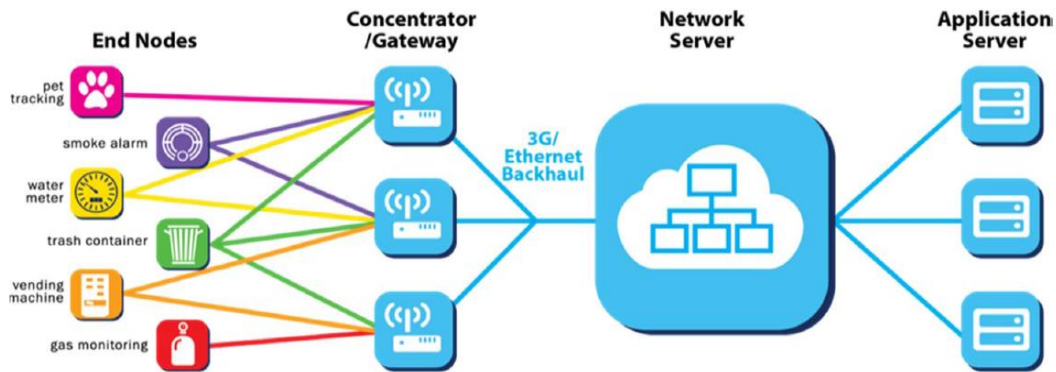 End Nodes
Concentrator
/Gateway
Network
Server
Application
Server
pet
tracking
smoke alarm
water
meter
trash container
vending
machine
gas monitoring
3G/
Ethernet
Backhaul